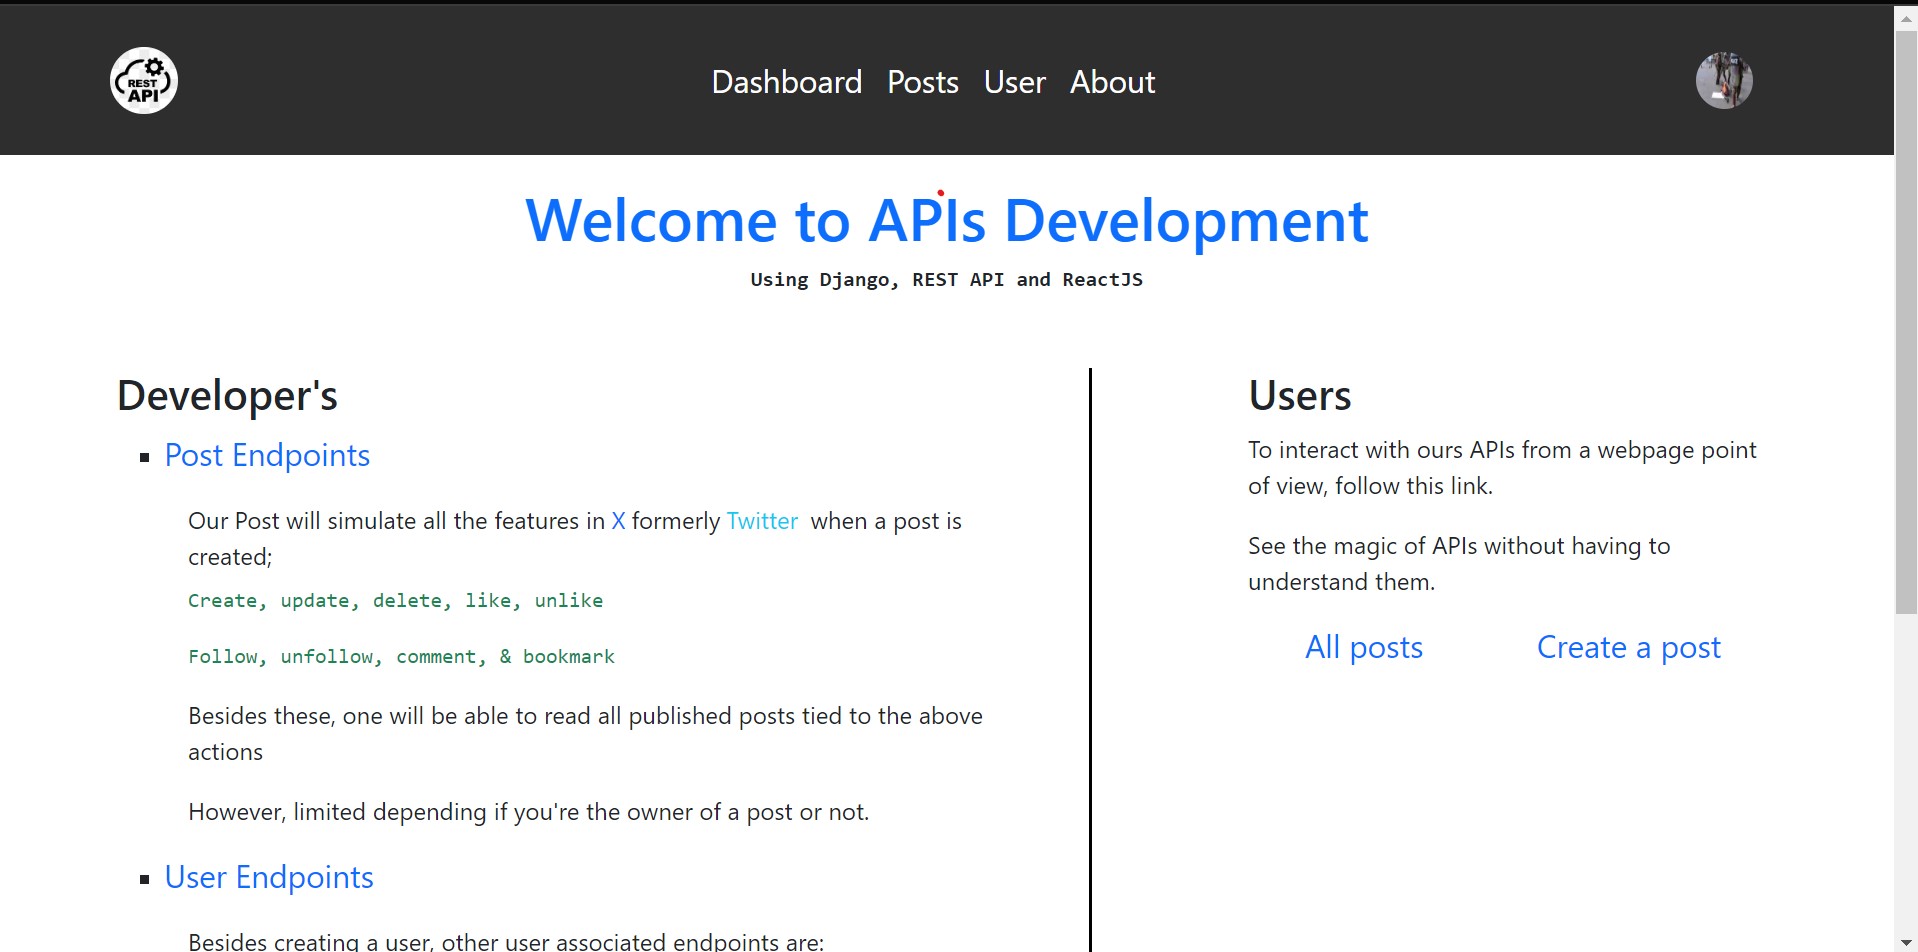 REST
API
Dashboard Posts User About
Welcome to APIs Development
Using Django, REST API and ReactJS
Developer's
Post Endpoints
Our Post will simulate all the features in X formerly Twitter when a post is
created;
Create, update, delete, like, unlike
Follow, unfollow, comment, & bookmark
Besides these, one will be able to read all published posts tied to the above
actions
However, limited depending if you're the owner of a post or not.
User Endpoints
Besides creating a user, other user associated endpoints are:
Users
To interact with ours APIs from a webpage point
of view, follow this link.
See the magic of APIs without having to
understand them.
All posts Create a post